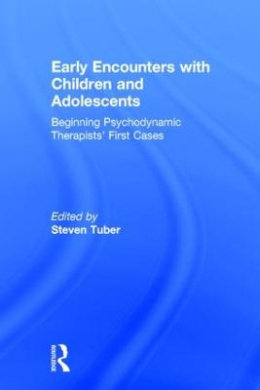 Early Encounters with
Children and
Adolescents
Beginning Psychodynamic
Therapists' First Cases
Edited by
Steven Tuber
ROUTLEDGE